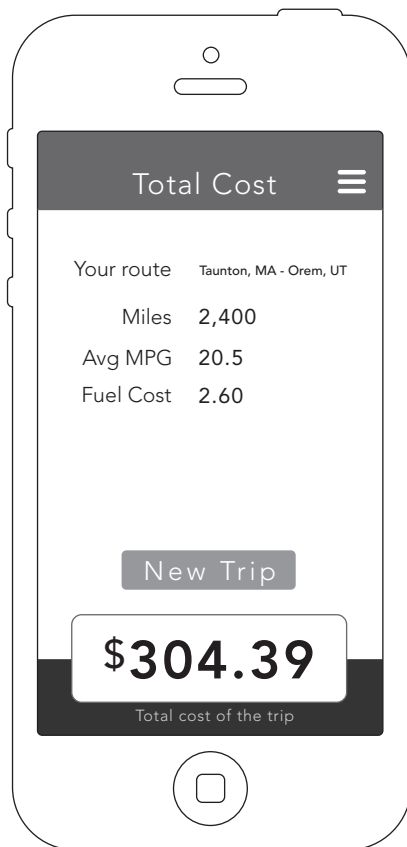 Total Cost
Your route Taunton, MA - Orem, UT
Miles 2,400
Avg MPG 20.5
Fuel Cost 2.60
New Trip
$304.39
Total cost of the trip